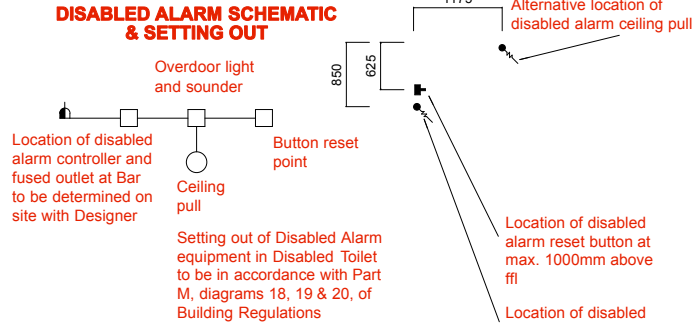 DISABLED ALARM SCHEMATIC
& SETTING OUT
Overdoor light
and sounder
Location of disabled
alarm controller and
fused outlet at Bar
to be determined on
site with Designer
Button reset
point
Ceiling
pull
Setting out of Disabled Alarm
equipment in Disabled Toilet
to be in accordance with Part
M, diagrams 18, 19 & 20, of
Building Regulations
Alternative location of
disabled alarm ceiling pull
850
625
Location of disabled
alarm reset button at
max. 1000mm above
ffl
Location of disabled